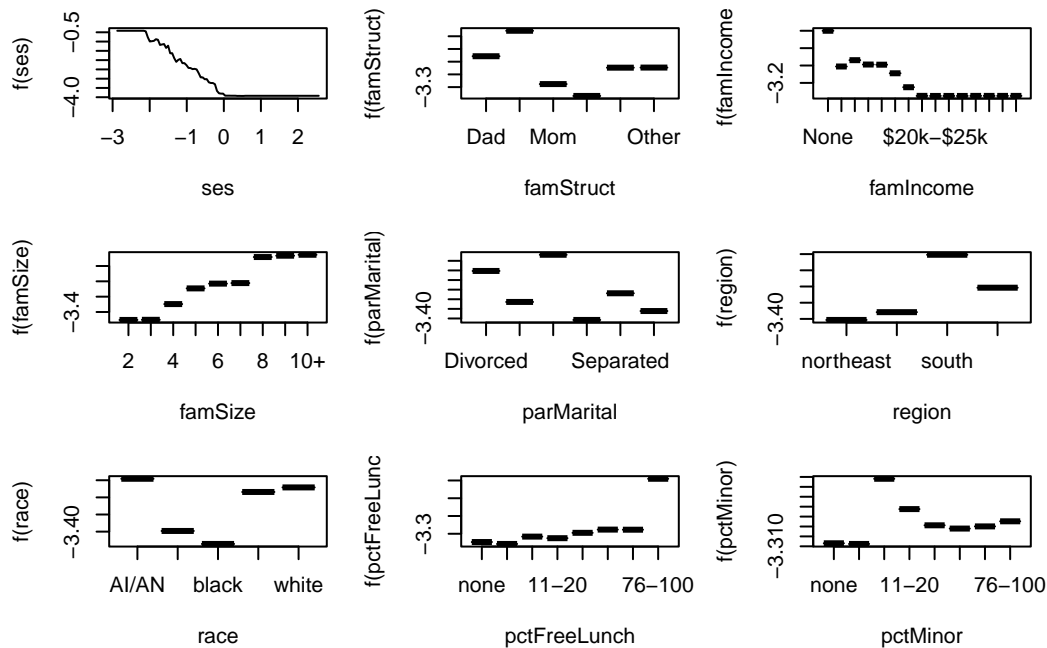 f(ses)
−0.5
−4.0
−3 −1 0 1 2
ses
f(famStruct)
−3.3
Dad Mom Other
famStruct
f(famIncome
−3.2
None $20k−$25k
famIncome
f(famSize)
−3.4
2 4 6 8 10+
famSize
f(parMarital)
−3.40
Divorced Separated
parMarital
f(region)
−3.40
northeast south
region
f(race)
−3.40
AI/AN black white
race
f(pctFreeLunc
−3.3
none 11−20 76−100
pctFreeLunch
f(pctMinor)
−3.310
none 11−20 76−100
pctMinor